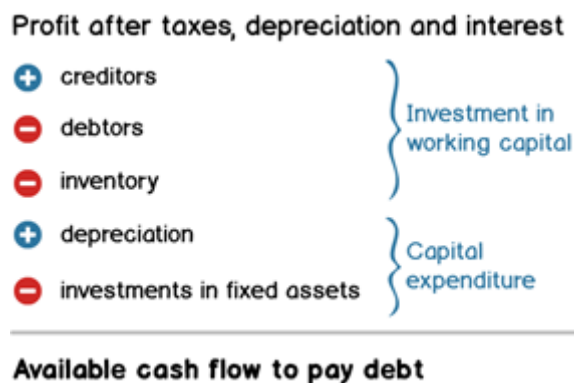 Profit after taxes, depreciation and interest
creditors
debtors
inventory
Investment in
working capital
depreciation
investments in fixed assets
Capital
expenditure
Available cash flow to pay debt